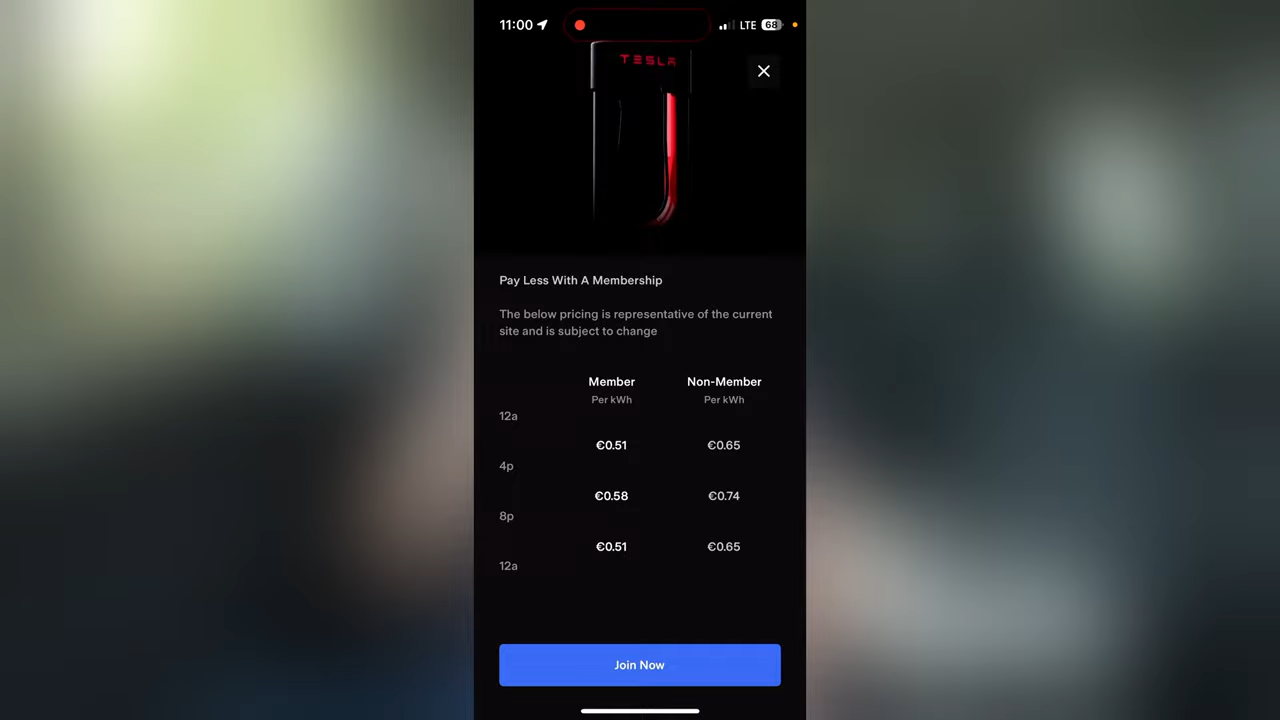 11:00
LTE 68
TESLA
Pay Less With A Membership
The below pricing is representative of the current
site and is subject to change
Member Non-Member
Per kWh Per kWh
12a
€0.51 €0.65
4p
€0.58 €0.74
8p
€0.51 €0.65
12a
Join Now